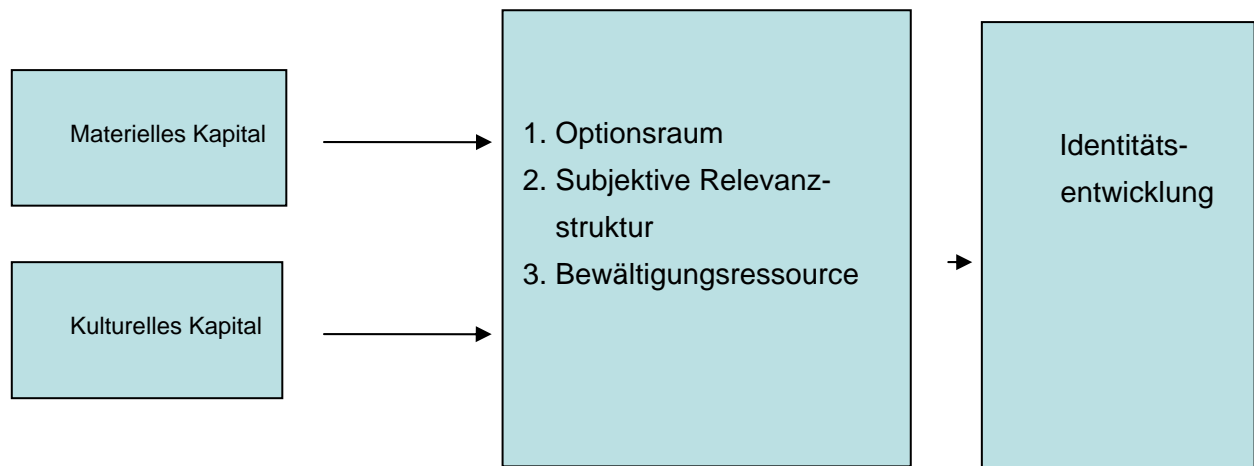 Materielles Kapital
Kulturelles Kapital
1. Optionsraum
2. Subjektive Relevanz-
struktur
3. Bewältigungsressource
Identitäts-
entwicklung